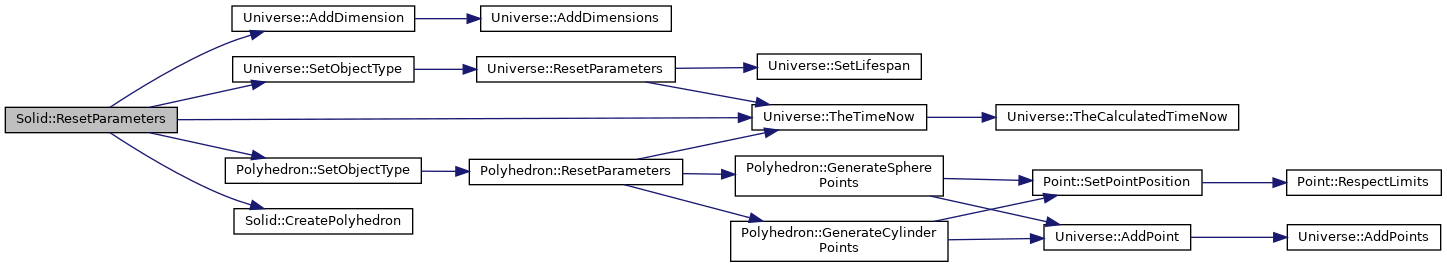 Universe::AddDimension
Universe::AddDimensions
Universe::SetObjectType
Universe::ResetParameters
Universe::SetLifespan
Solid::ResetParameters
Universe::TheTimeNow
Universe::TheCalculatedTimeNow
Polyhedron::SetObjectType
Polyhedron::ResetParameters
Polyhedron::GenerateSphere
Points
Point::SetPointPosition
Point::RespectLimits
Solid::CreatePolyhedron
Polyhedron::GenerateCylinder
Points
Universe::AddPoint
Universe::AddPoints